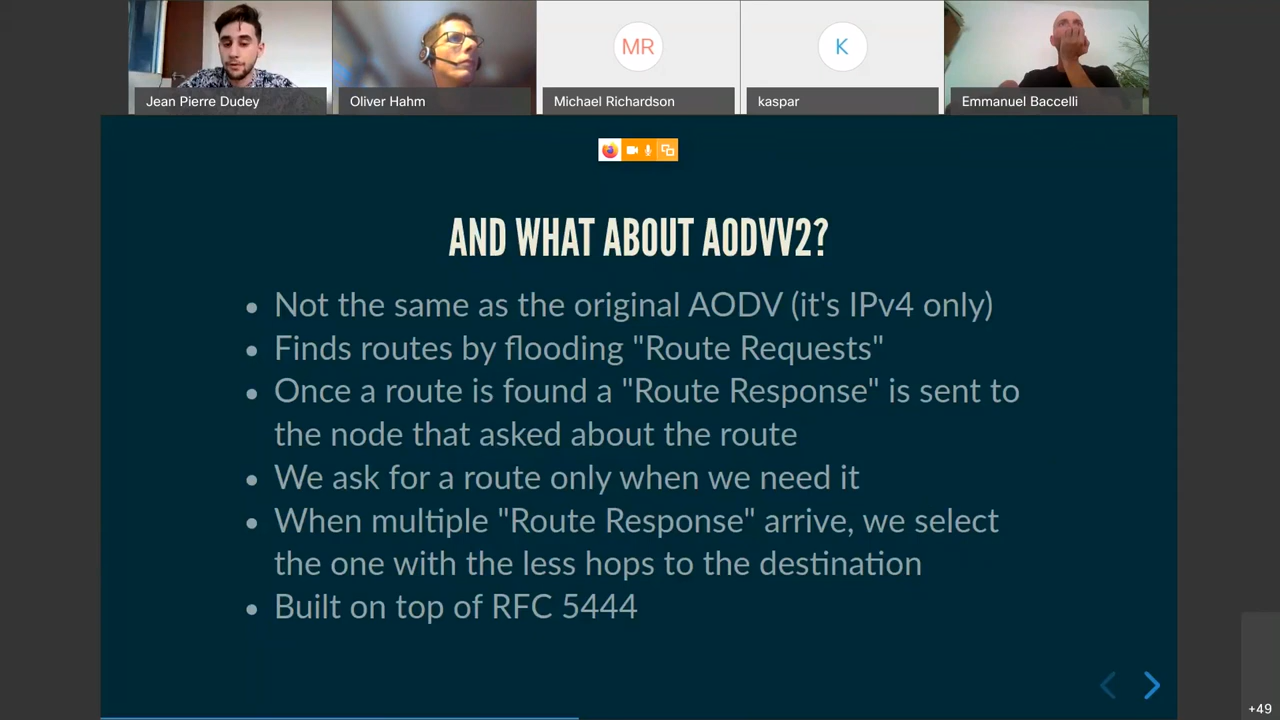 MR
K
Jean Pierre Dudey
Oliver Hahm
Michael Richardson
kaspar
Emmanuel Baccelli
AND WHAT ABOUT AODVV2?
Not the same as the original AODV (it's IPv4 only)
Finds routes by flooding "Route Requests"
Once a route is found a "Route Response" is sent to
the node that asked about the route
We ask for a route only when we need it
When multiple "Route Response" arrive, we select
the one with the less hops to the destination
Built on top of RFC 5444
+49